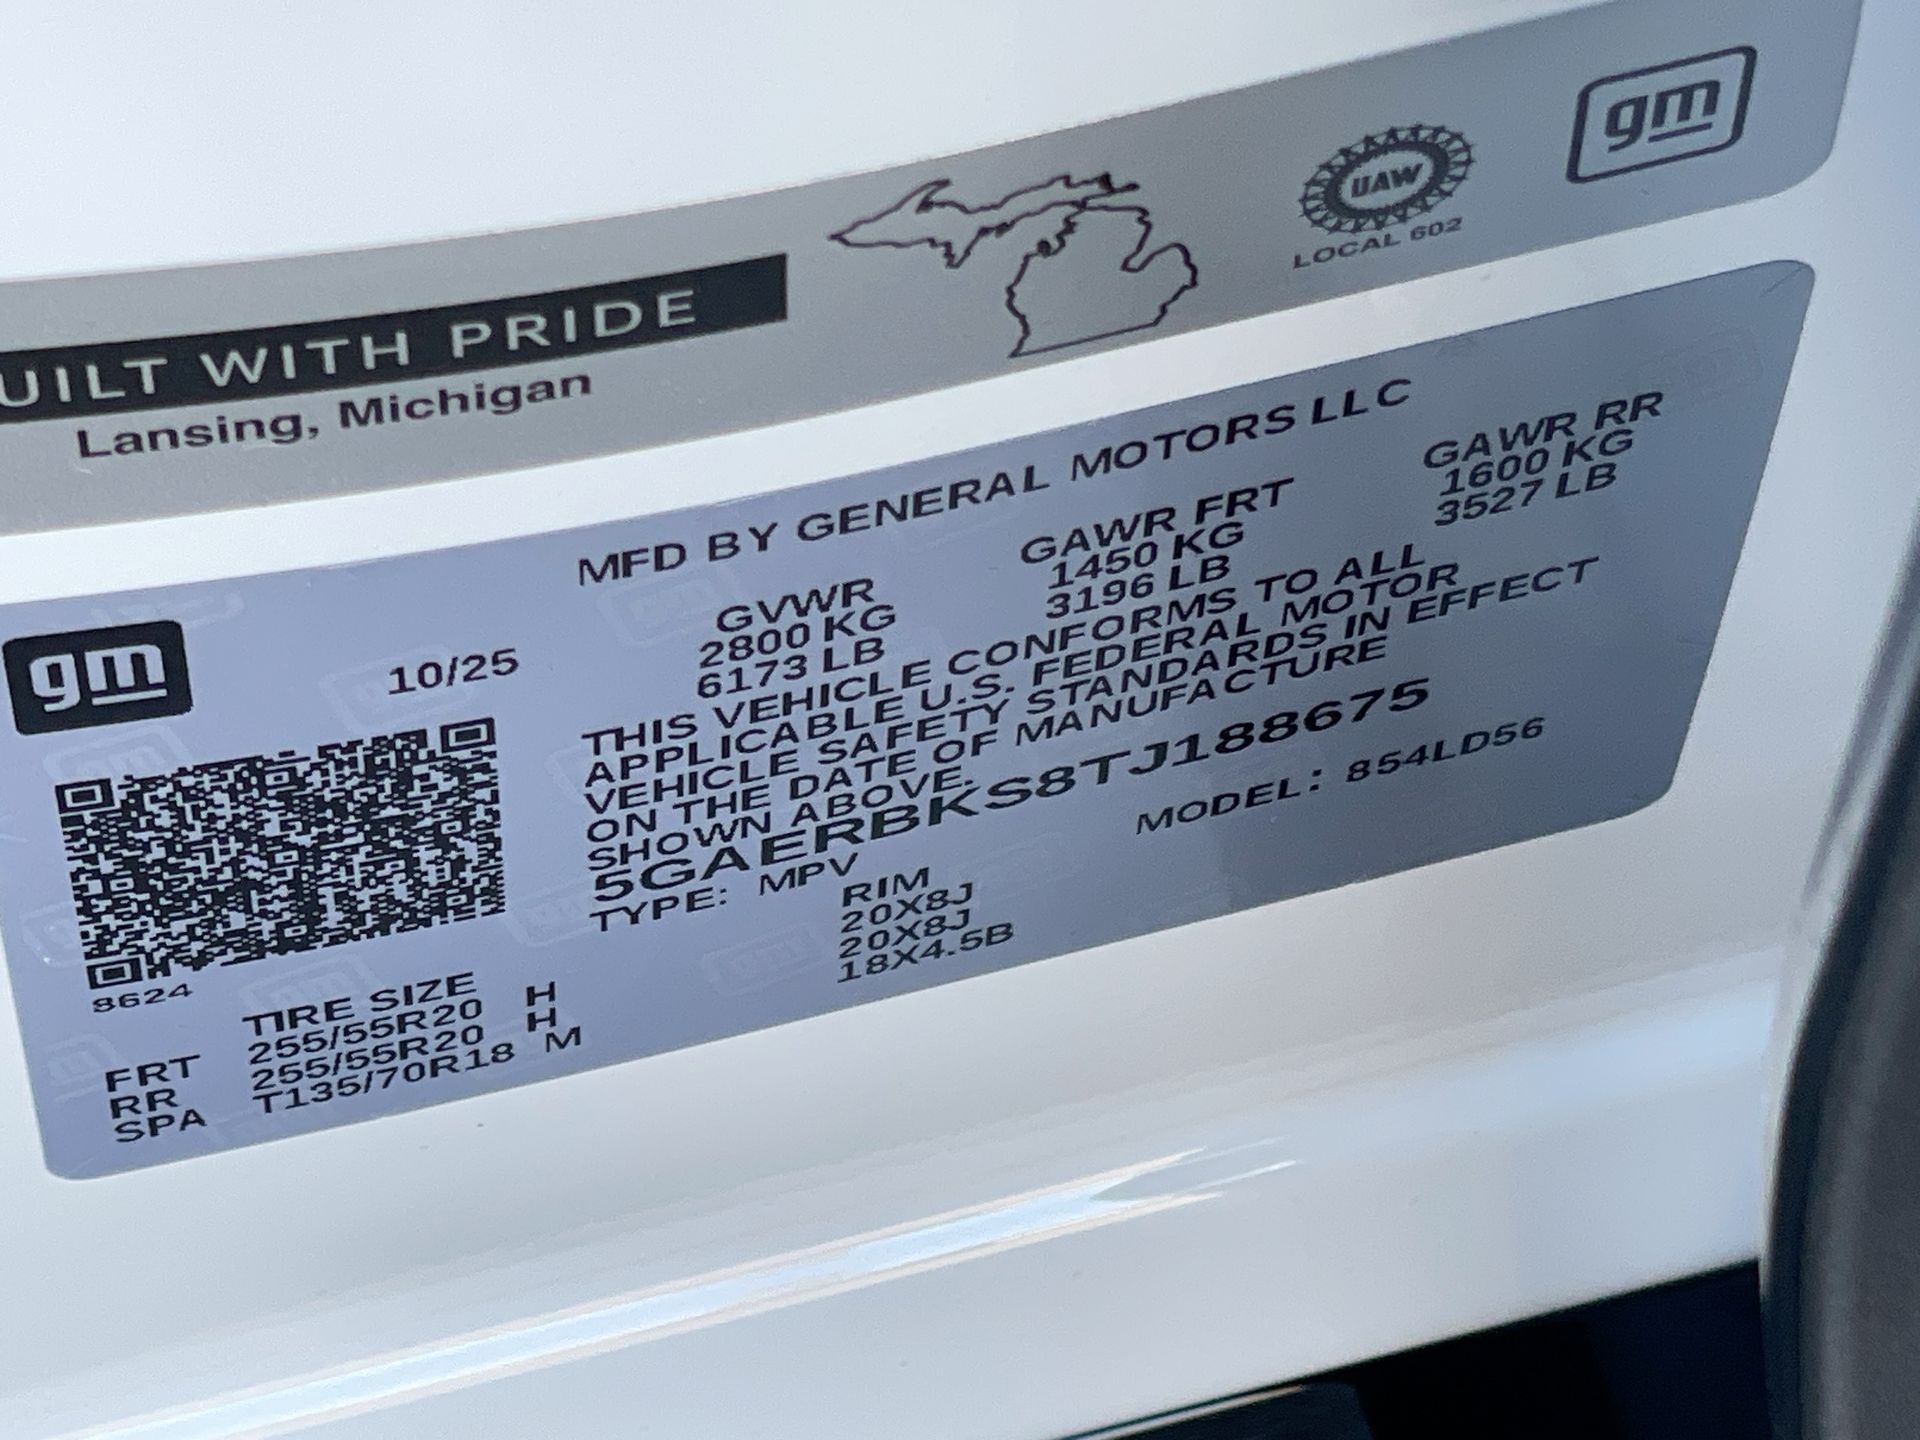 UILT WITH PRIDE
Lansing, Michigan
UAW
LOCAL 602
gm
MFD BY GENERAL MOTORS LLC
gm
10/25
GVWR
2800 KG
6173 LB
GAWR FRT
1450 KG
3196 LB
GAWR RR
1600 KG
3527 LB
THIS VEHICLE CONFORMS TO ALL
APPLICABLE U.S. FEDERAL MOTOR
VEHICLE SAFETY STANDARDS IN EFFECT
ON THE DATE OF MANUFACTURE
SHOWN ABOVE.
5GAERBKS8TJ188675
TYPE: MPV
MODEL: 854LD56
8624
TIRE SIZE RIM
FRT 255/55R20 H 20X8J
RR 255/55R20 H 20X8J
SPA T135/70R18 M 18X4.5B